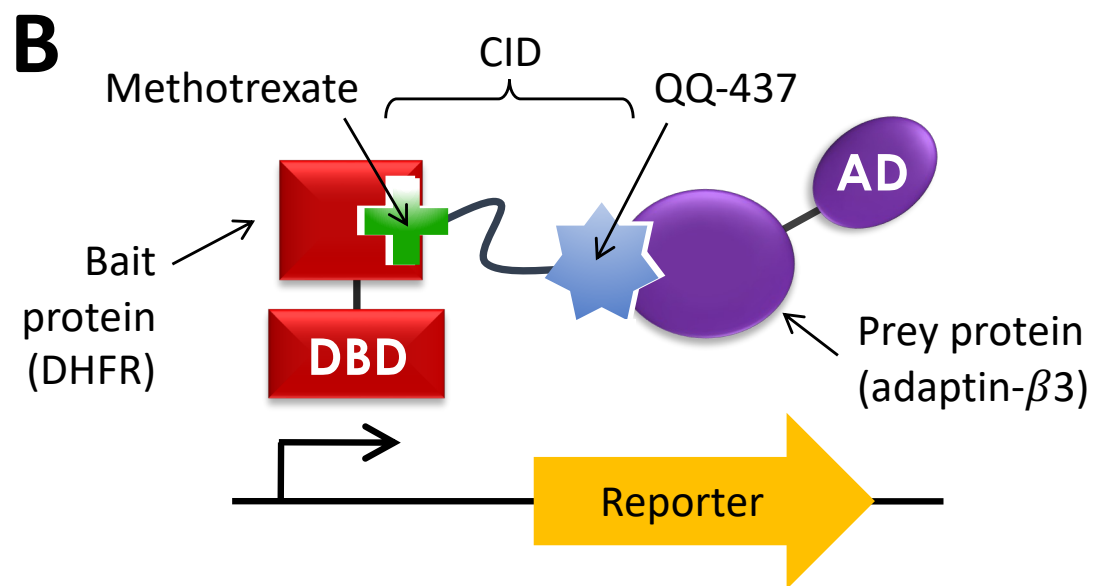 B
CID
Methotrexate
QQ-437
AD
Bait
protein
(DHFR)
DBD
Prey protein
(adaptin-𝛽3)
Reporter